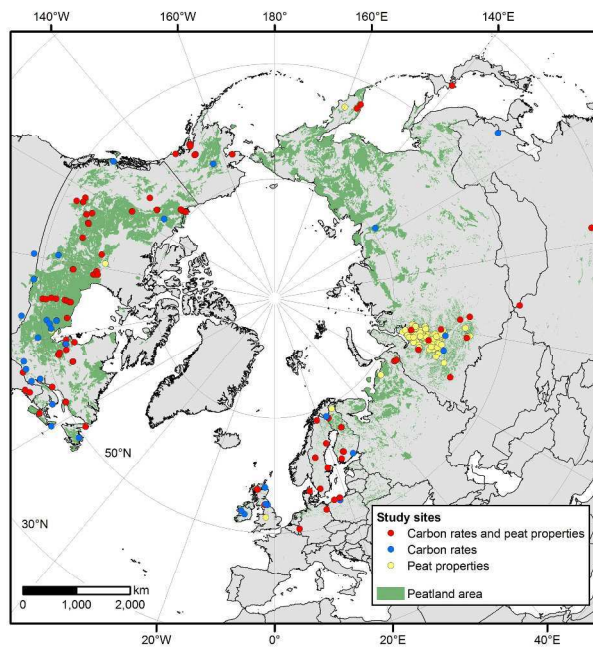 140°W 160°W 180° 160°E 140°E
50°N
30°N
Study sites
Carbon rates and peat properties
Carbon rates
Peat properties
Peatland area
0 1,000 2,000
km
20°W 0° 20°E 40°E